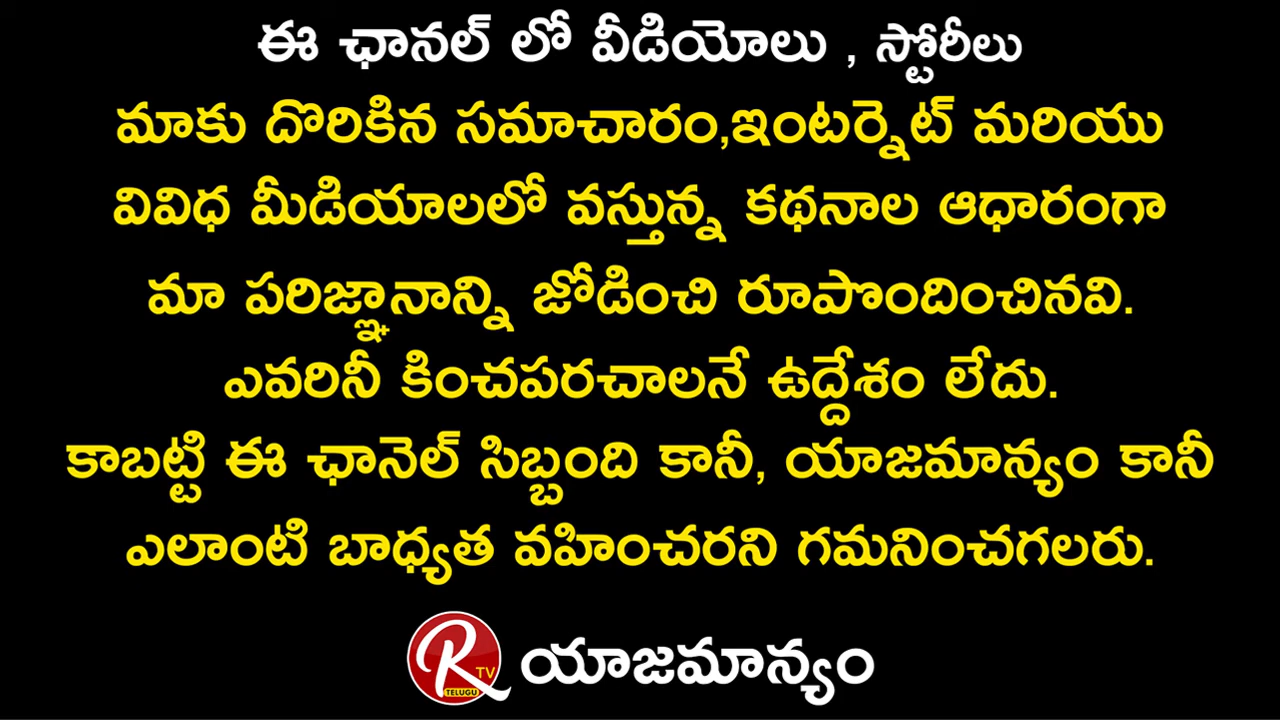 ఈ ఛానల్ లో వీడియోలు , స్టోరీలు
మాకు దొరికిన సమాచారం,ఇంటర్నెట్ మరియు
వివిధ మీడియాలలో వస్తున్న కథనాల ఆధారంగా
మా పరిజ్ఞానాన్ని జోడించి రూపొందించినవి.
ఎవరినీ కించపరచాలనే ఉద్దేశం లేదు.
కాబట్టి ఈ ఛానెల్ సిబ్బంది కానీ, యాజమాన్యం కానీ
ఎలాంటి బాధ్యత వహించరని గమనించగలరు.
R TV TELUGU యాజమాన్యం